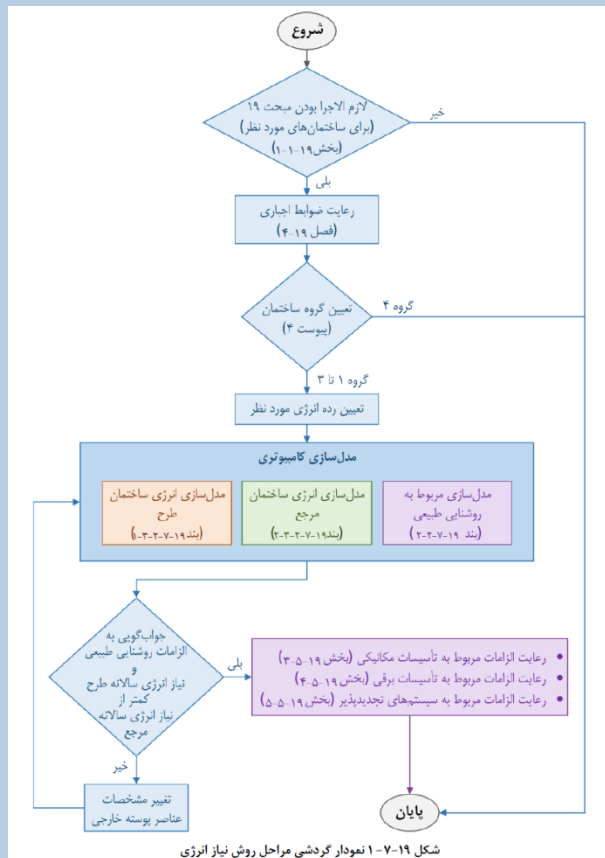 شروع
لازم الاجرا بودن مبحث ۱۹
(برای ساختمان‌های مورد نظر)
(بخش ۱۹-۱-۱)
خیر
بلی
رعایت ضوابط اجباری
(فصل ۱۹-۴)
تعیین گروه ساختمان
(پیوست ۴)
گروه ۴
گروه ۱ تا ۳
تعیین رده انرژی مورد نظر
مدل‌سازی کامپیوتری
مدل‌سازی مربوط به
روشنایی طبیعی
(بند ۱۹-۷-۲-۲)
مدل‌سازی انرژی ساختمان
مرجع
(بند ۱۹-۷-۲-۳-۲)
مدل‌سازی انرژی ساختمان
طرح
(بند ۱۹-۷-۲-۳-۱)
جواب‌گویی به
الزامات روشنایی طبیعی
و
نیاز انرژی سالانه طرح
کمتر از
نیاز انرژی سالانه
مرجع
بلی
رعایت الزامات مربوط به تأسیسات مکانیکی (بخش ۱۹-۵-۳)
رعایت الزامات مربوط به تأسیسات برقی (بخش ۱۹-۵-۴)
رعایت الزامات مربوط به سیستم‌های تجدیدپذیر (بخش ۱۹-۵-۵)
خیر
تغییر مشخصات
عناصر پوسته خارجی
پایان
شکل ۱۹-۷-۱ نمودار گردشی مراحل روش نیاز انرژی